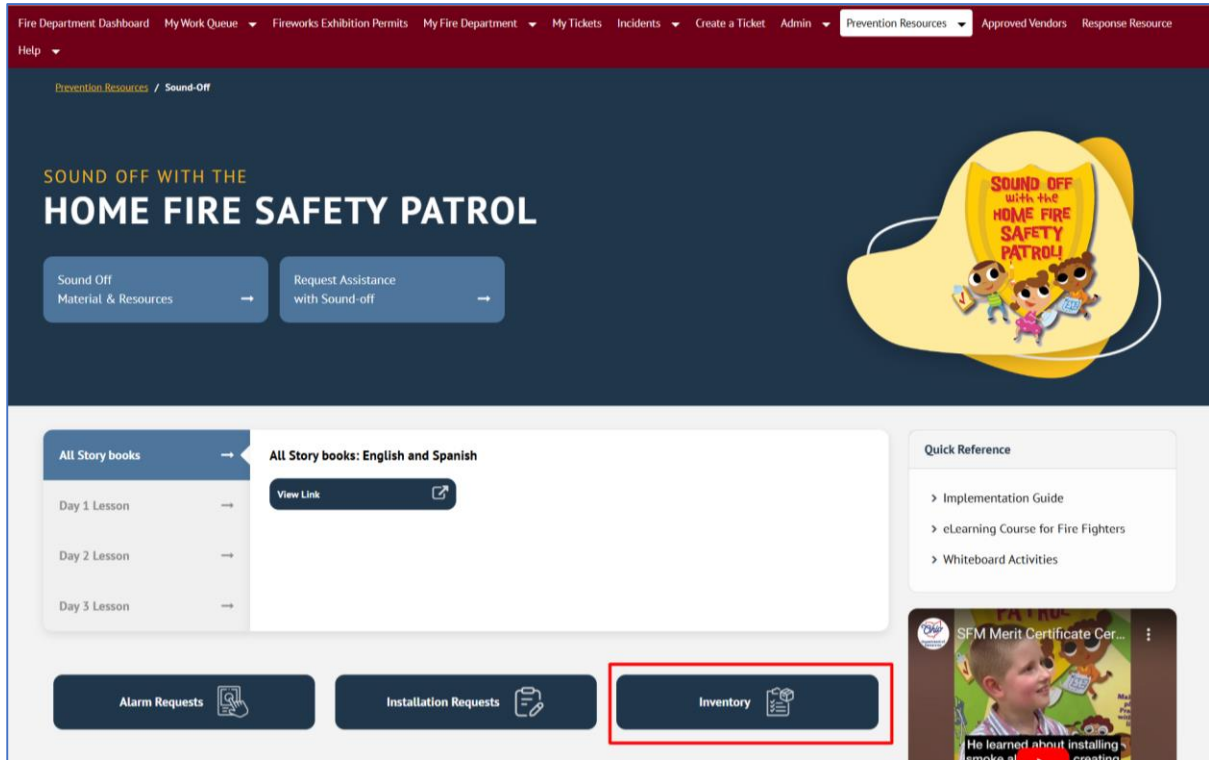 Fire Department Dashboard My Work Queue Fireworks Exhibition Permits My Fire Department My Tickets Incidents Create a Ticket Admin Prevention Resources Approved Vendors Response Resource
Help
Prevention Resources / Sound-Off
SOUND OFF WITH THE
HOME FIRE SAFETY PATROL
Sound Off
Material & Resources
Request Assistance
with Sound-off
SOUND OFF
with the
HOME FIRE
SAFETY
PATROL!
All Story books
Day 1 Lesson
Day 2 Lesson
Day 3 Lesson
All Story books: English and Spanish
View Link
Quick Reference
> Implementation Guide
> eLearning Course for Fire Fighters
> Whiteboard Activities
Alarm Requests
Installation Requests
Inventory
PATROL
Ohio
SFM Merit Certificate Cer...
He learned about installing
creating